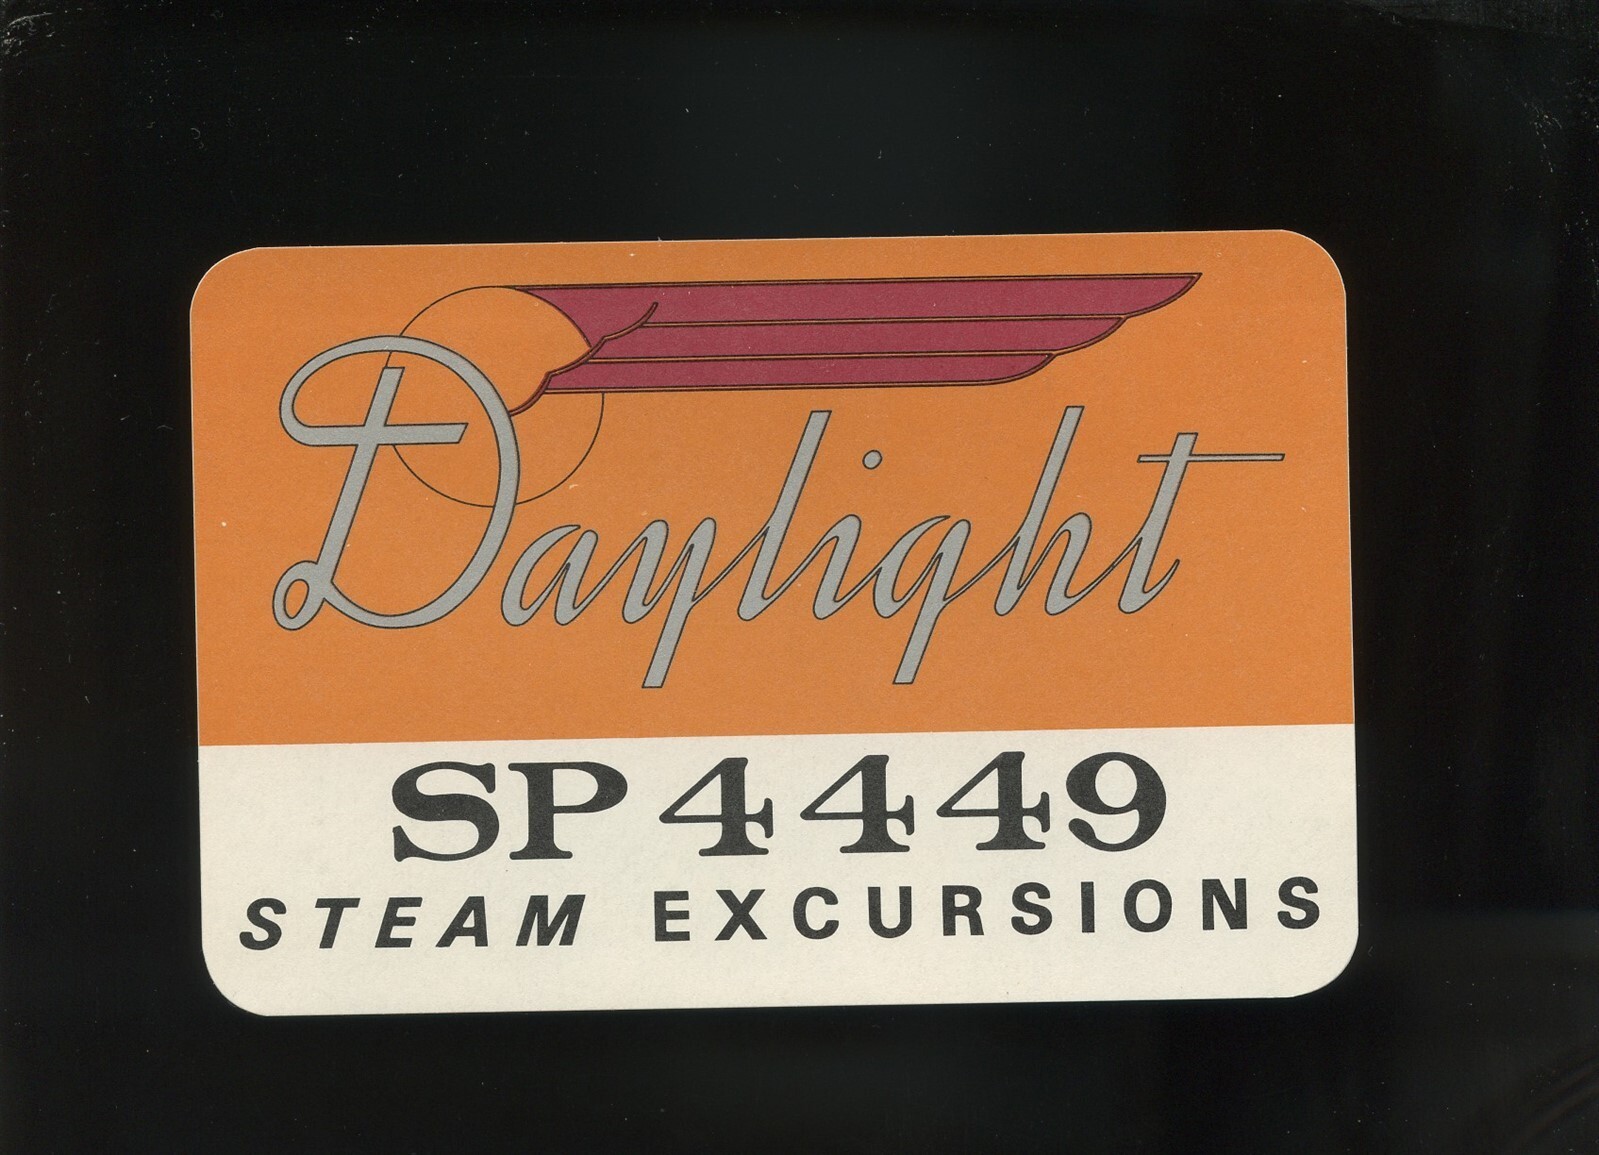 Daylight
SP 4449
STEAM EXCURSIONS